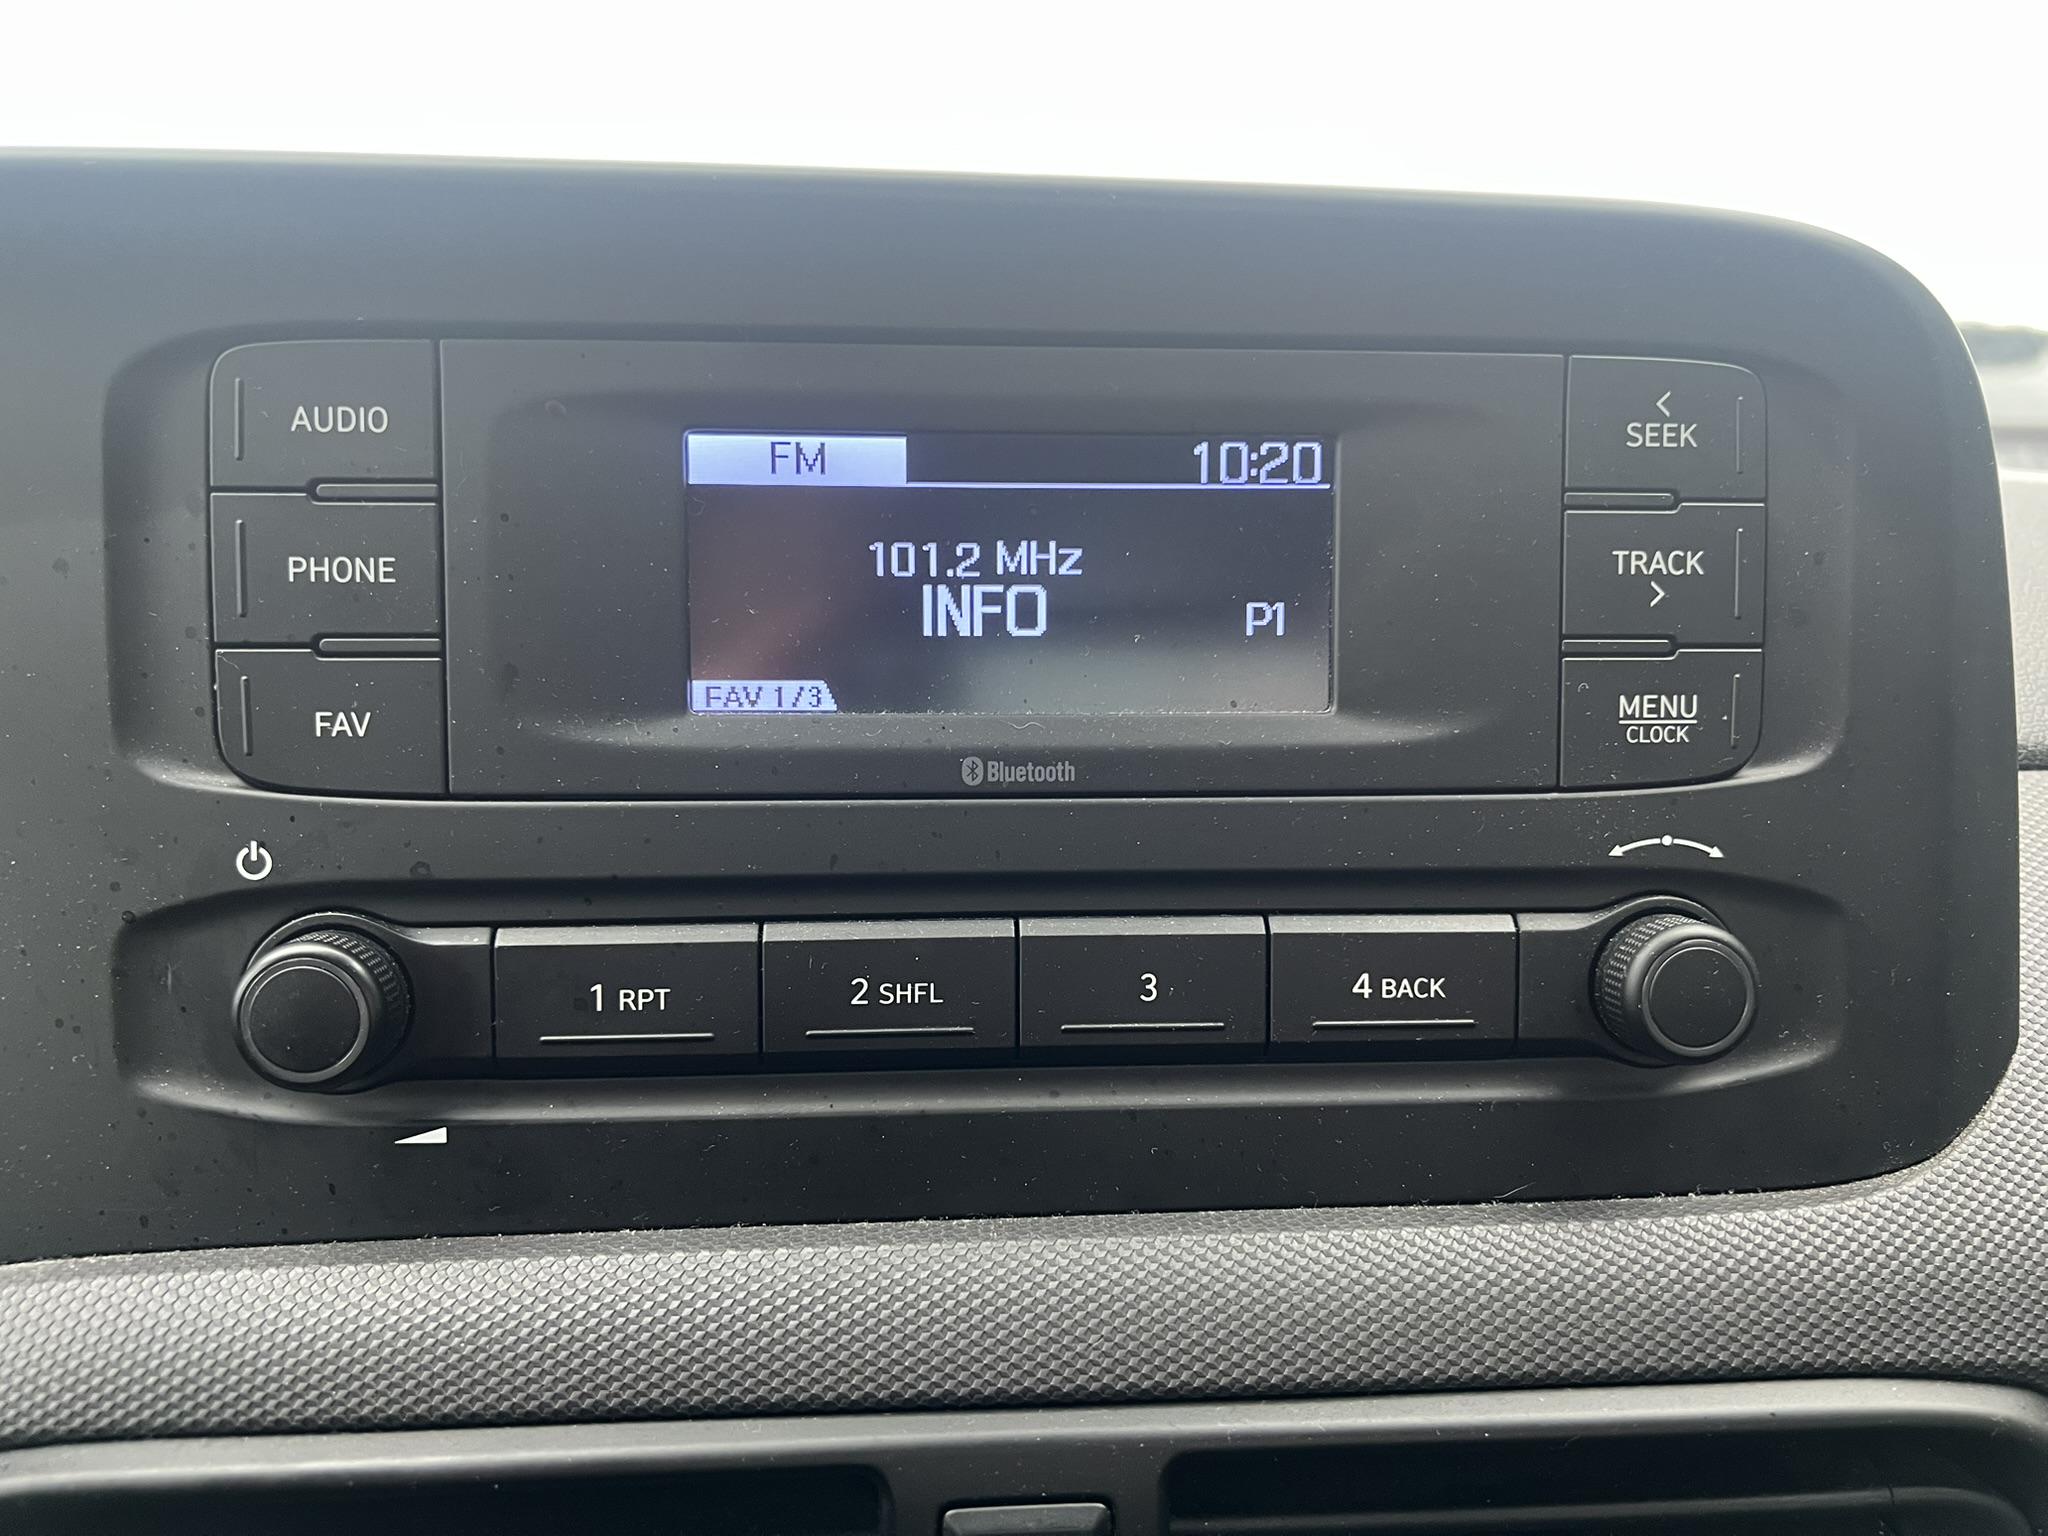 AUDIO
PHONE
FAV
FM 10:20
101.2 MHz
INFO
P1
FAV 1/3
Bluetooth
<
SEEK
TRACK
>
MENU
CLOCK
1 RPT
2 SHFL
3
4 BACK